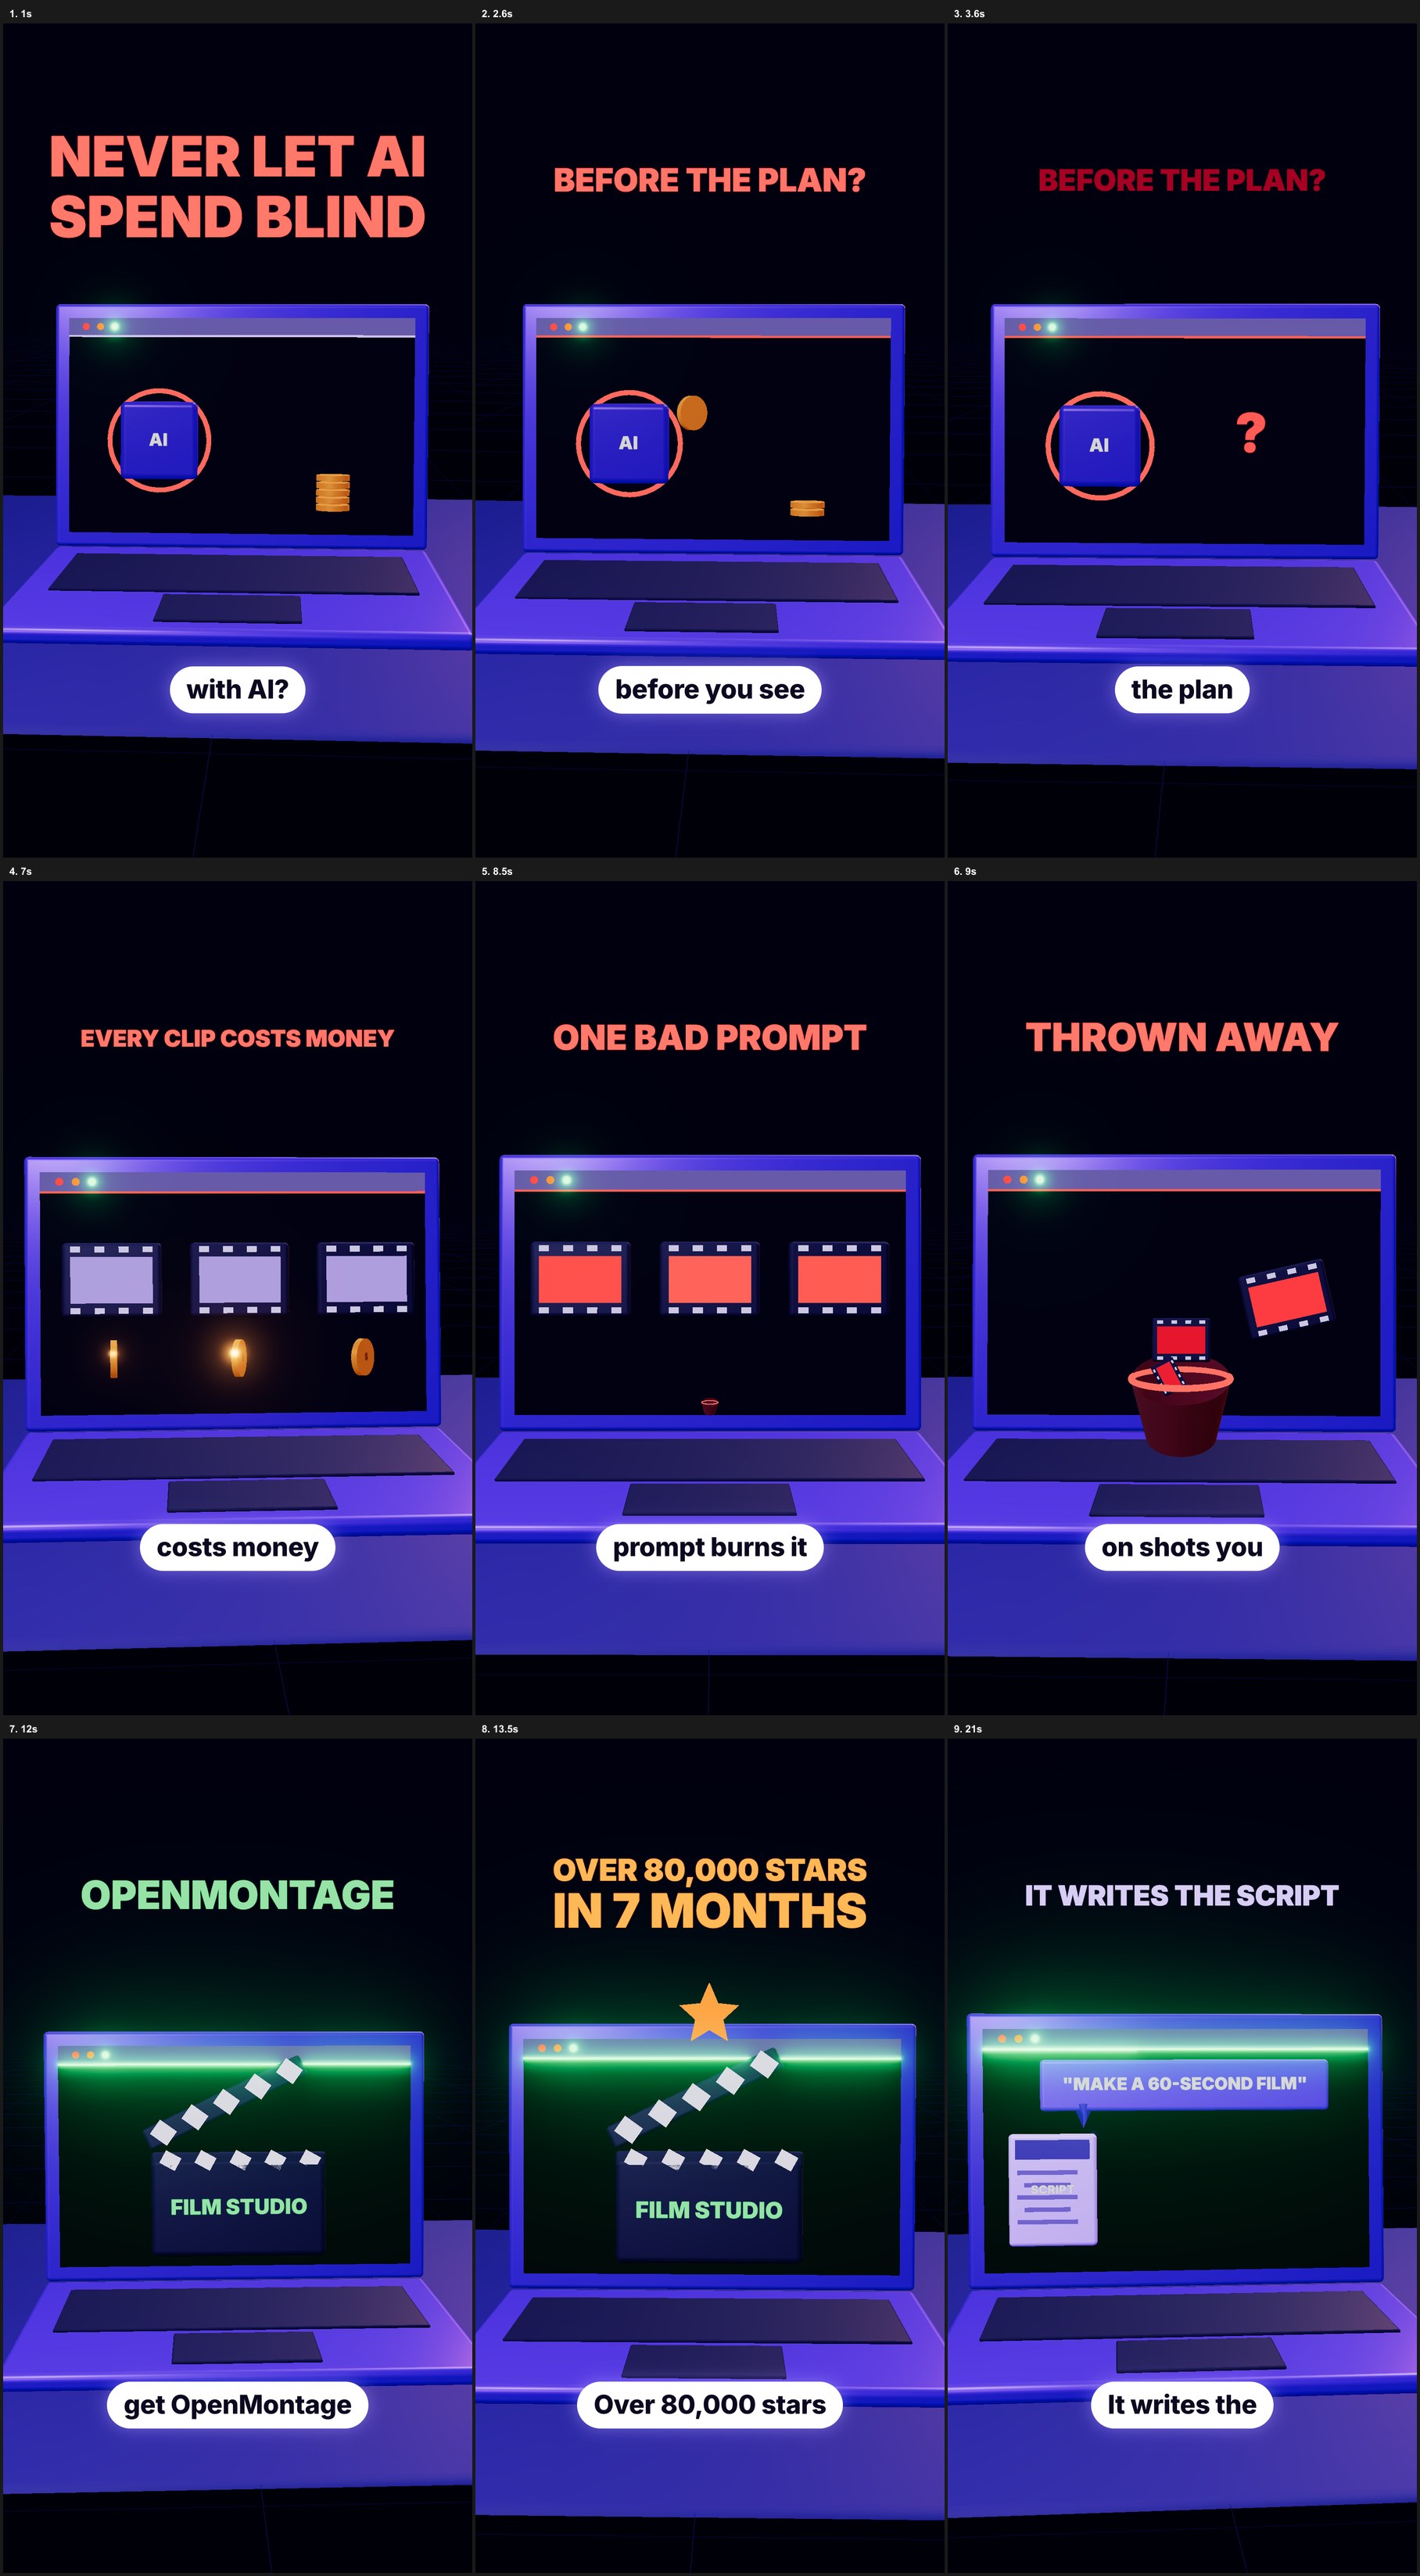 1. 1s
NEVER LET AI
SPEND BLIND
AI
with AI?
2. 2.6s
BEFORE THE PLAN?
AI
before you see
3. 3.6s
BEFORE THE PLAN?
AI
?
the plan
4. 7s
EVERY CLIP COSTS MONEY
costs money
5. 8.5s
ONE BAD PROMPT
prompt burns it
6. 9s
THROWN AWAY
on shots you
7. 12s
OPENMONTAGE
FILM STUDIO
get OpenMontage
8. 13.5s
OVER 80,000 STARS
IN 7 MONTHS
FILM STUDIO
Over 80,000 stars
9. 21s
IT WRITES THE SCRIPT
"MAKE A 60-SECOND FILM"
SCRIPT
It writes the